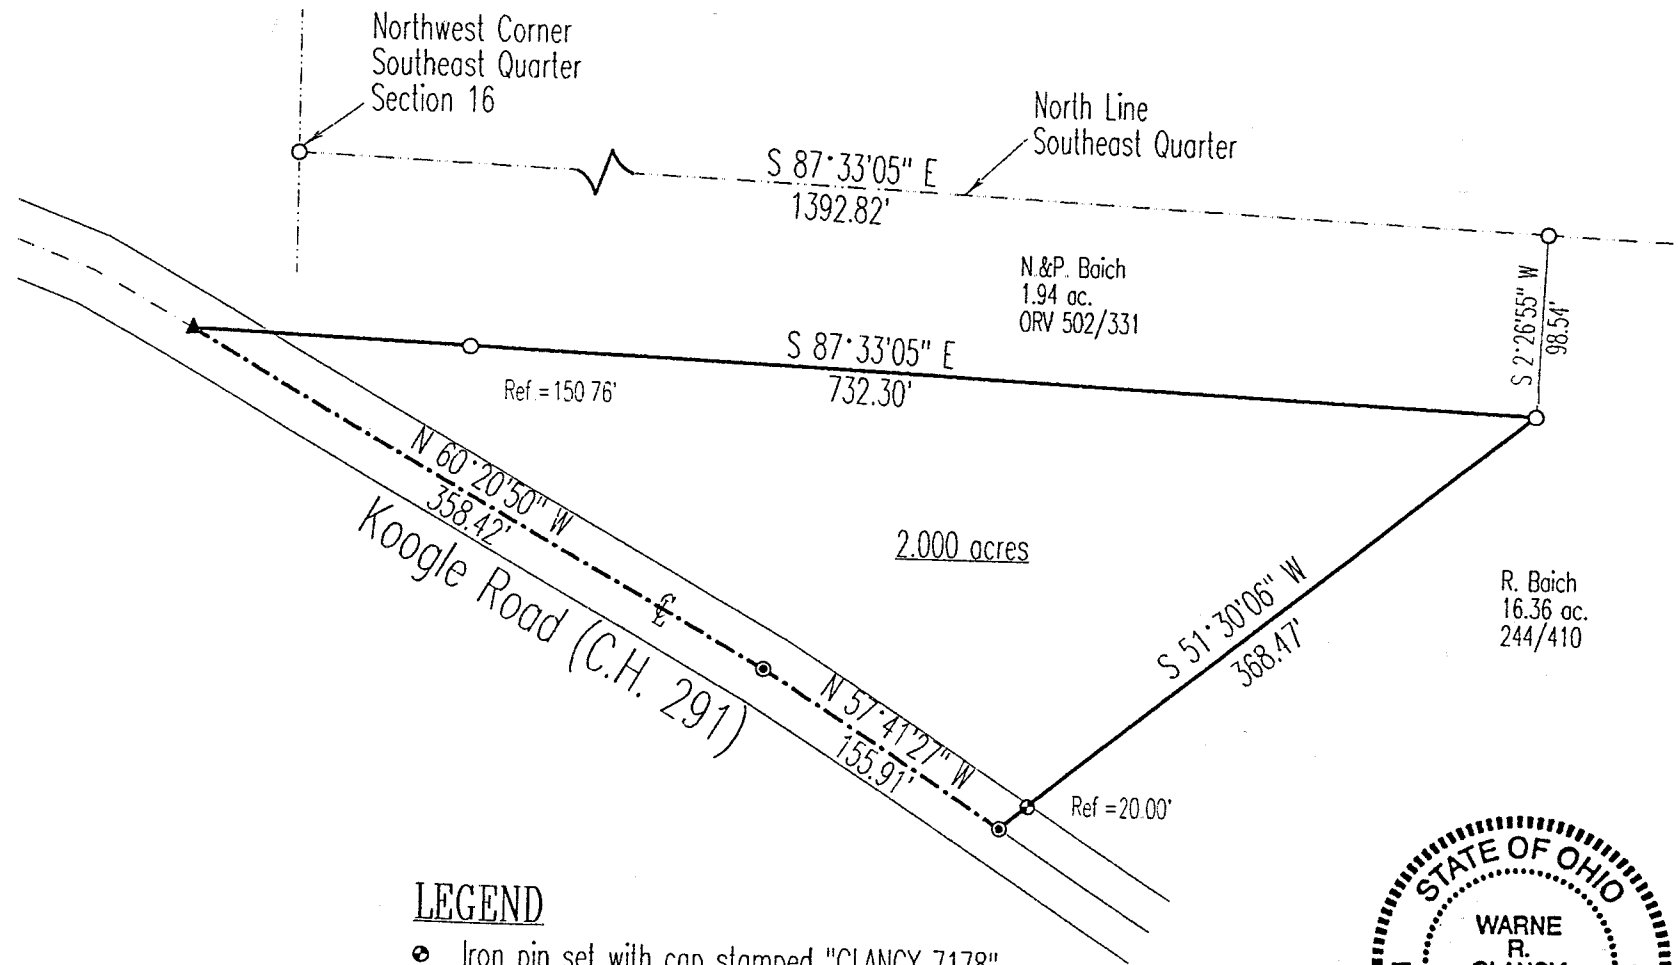 Northwest Corner
Southeast Quarter
Section 16
North Line
Southeast Quarter
S 87°33'05" E
1392.82'
N.&P. Baich
1.94 ac.
ORV 502/331
S 2°26'55" W
98.54'
S 87°33'05" E
732.30'
Ref.=150.76'
N 60°20'50" W
358.42'
Koogle Road (C.H. 291)
℄
2.000 acres
S 51°30'06" W
368.47'
R. Baich
16.36 ac.
244/410
N 57°41'27" W
155.91'
Ref.=20.00'
LEGEND
Iron pin set with cap stamped "CLANCY 7178"
STATE OF OHIO
WARNE
R.
CLANCY